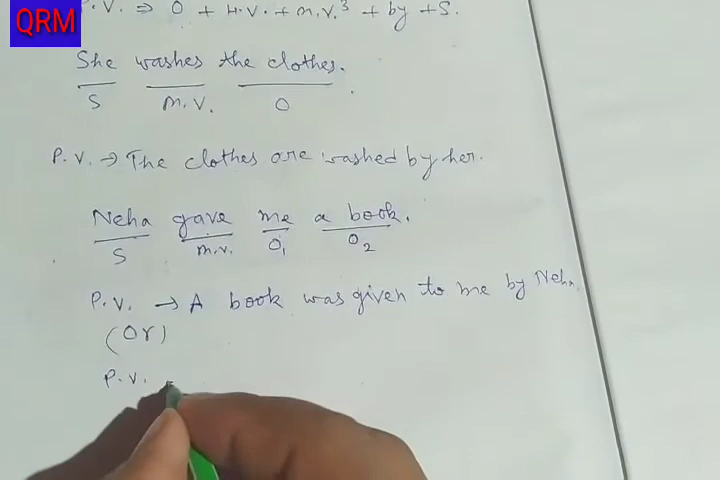 QRM
P.V. ⇒ O + H.V. + M.V.³ + by + S.
She washes the clothes.
S M.V. O
P.V. → The clothes are washed by her.
Neha gave me a book.
S M.V. O₁ O₂
P.V. → A book was given to me by Neha.
(Or)
P.V.